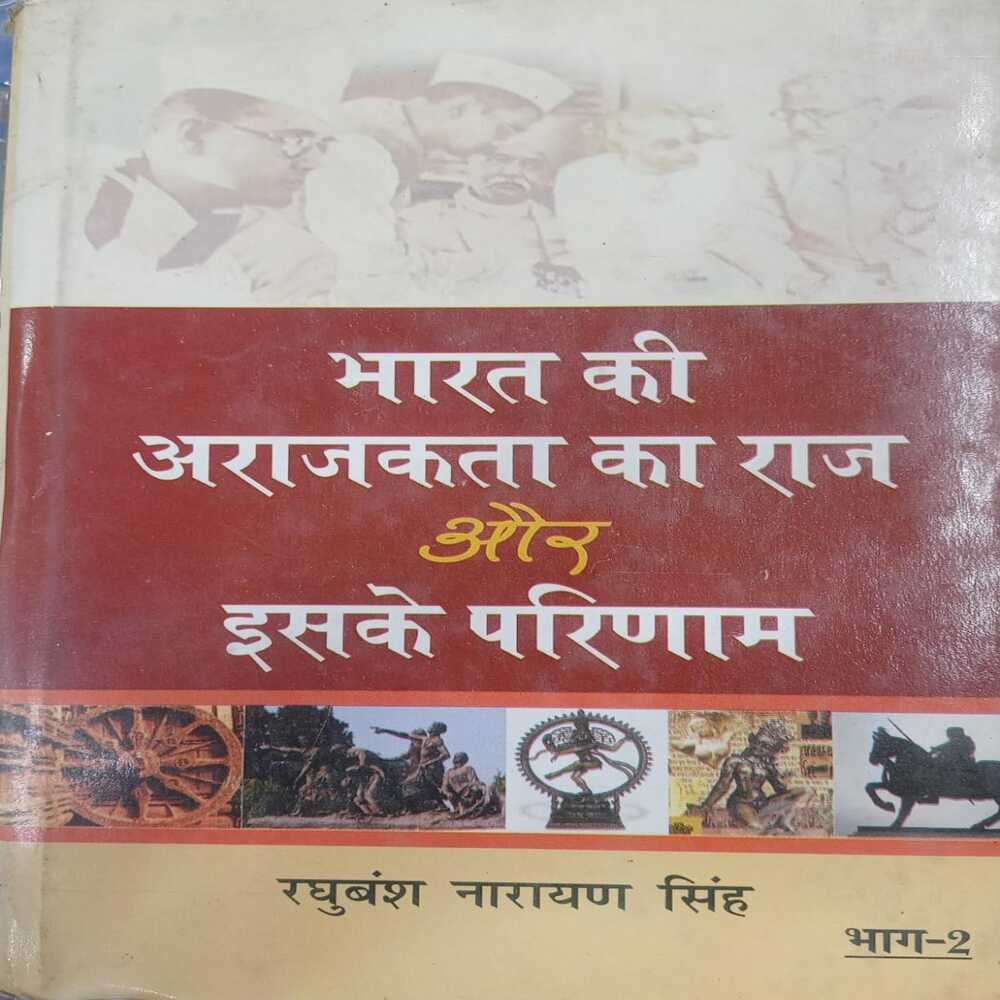 भारत की
अराजकता का राज
और
इसके परिणाम
रघुबंश नारायण सिंह
भाग-2